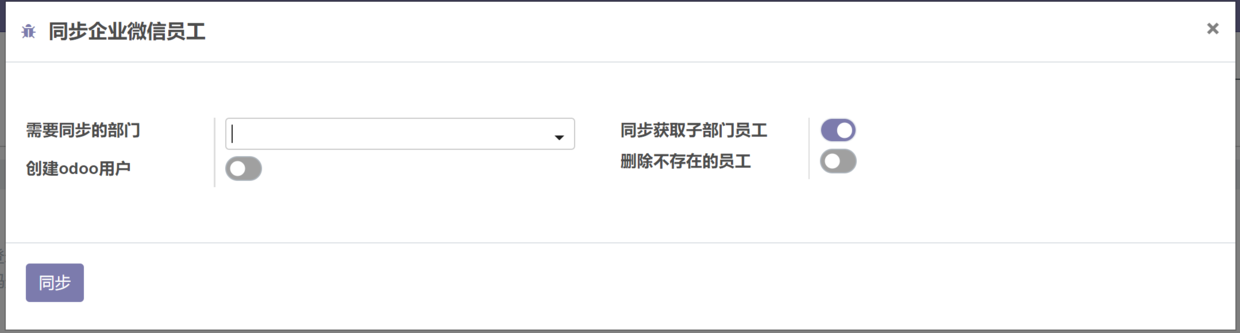 同步企业微信员工
×
需要同步的部门
同步获取子部门员工
创建odoo用户
删除不存在的员工
同步